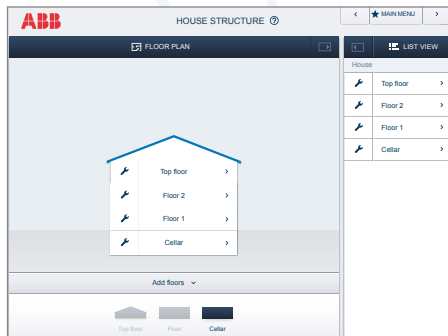 ABB
HOUSE STRUCTURE ?
MAIN MENU
FLOOR PLAN
LIST VIEW
House
Top floor
Floor 2
Floor 1
Cellar
Top floor
Floor 2
Floor 1
Cellar
Add floors
Top floor Floor Cellar